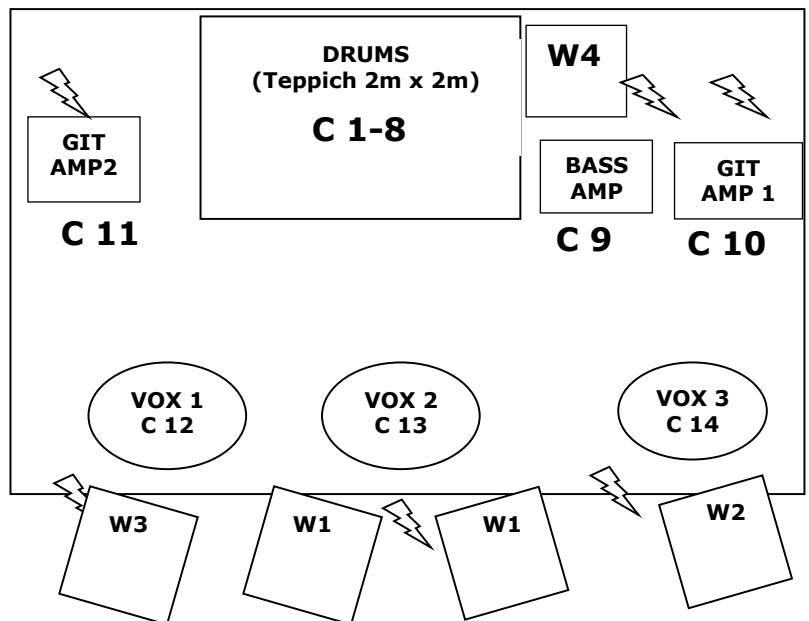 DRUMS
(Teppich 2m x 2m)
C 1-8
W4
GIT
AMP2
C 11
BASS
AMP
C 9
GIT
AMP 1
C 10
VOX 1
C 12
VOX 2
C 13
VOX 3
C 14
W3
W1
W1
W2